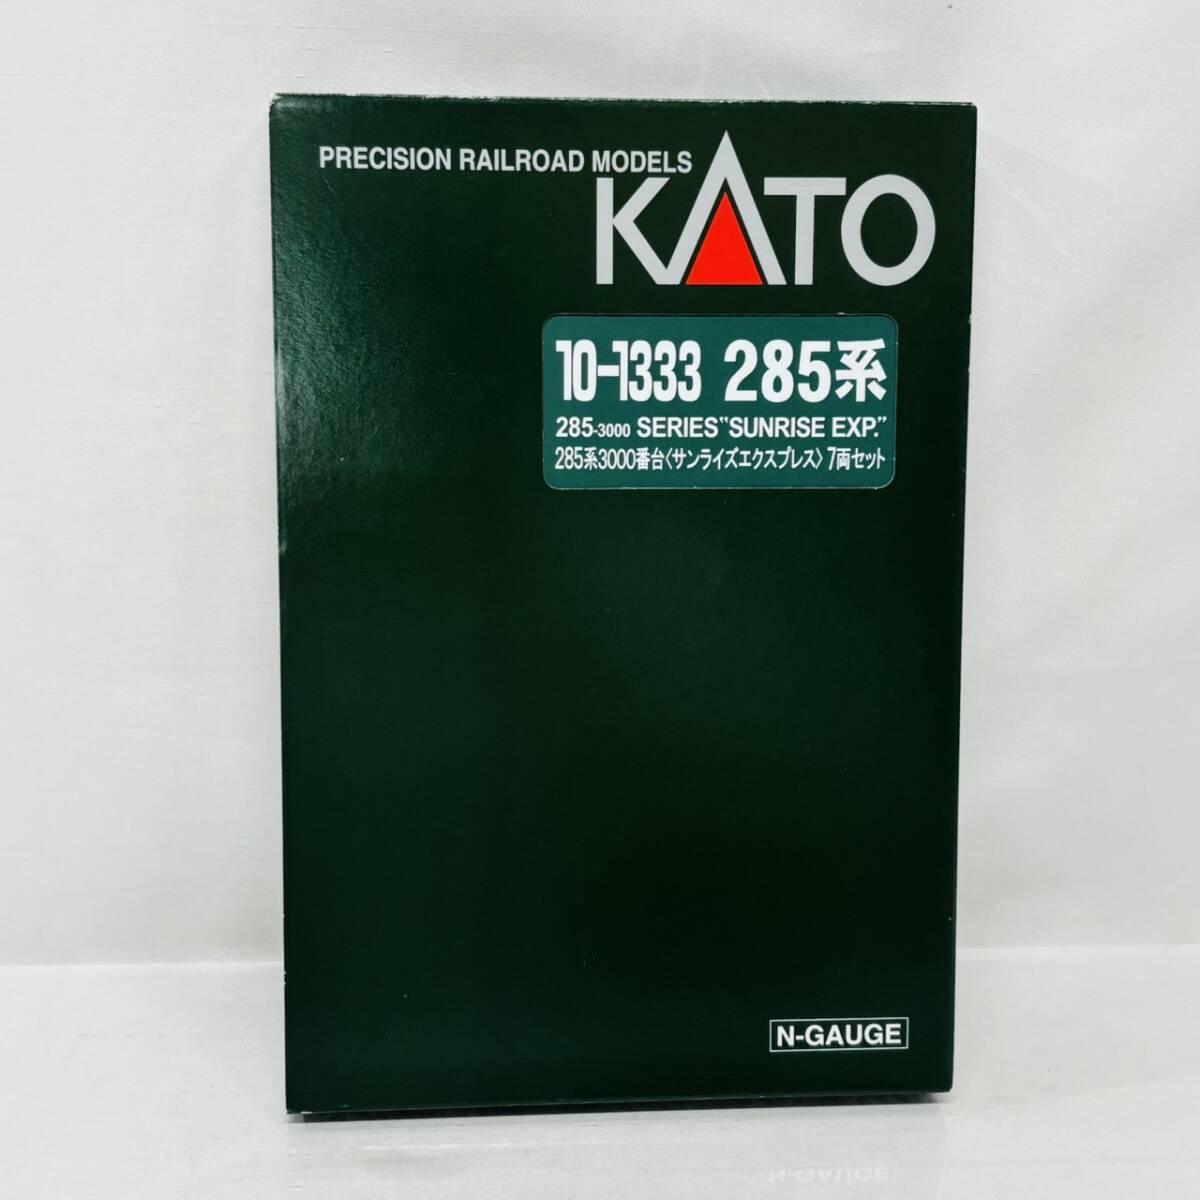 PRECISION RAILROAD MODELS
KATO
10-1333 285系
285-3000 SERIES "SUNRISE EXP."
285系3000番台〈サンライズエクスプレス〉7両セット
N-GAUGE